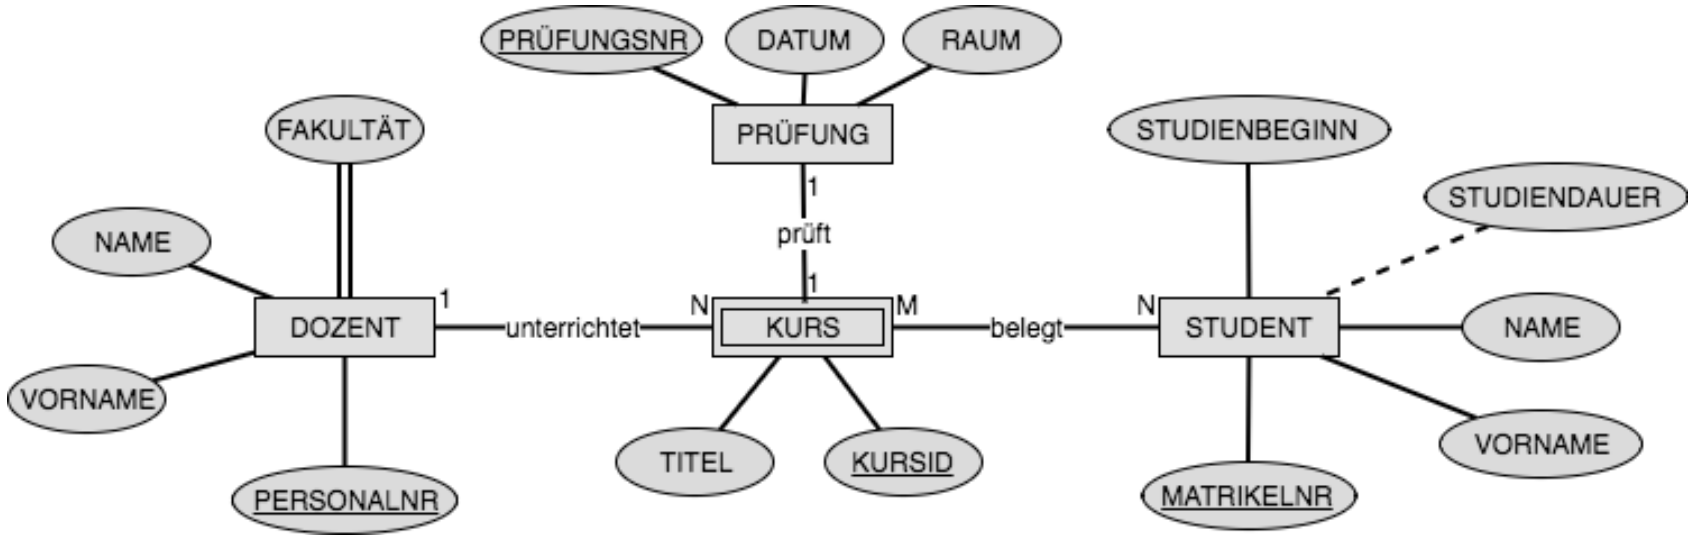 PRÜFUNGSNR
DATUM
RAUM
FAKULTÄT
PRÜFUNG
STUDIENBEGINN
1
STUDIENDAUER
NAME
prüft
1
1
N
M
N
DOZENT
unterrichtet
KURS
belegt
STUDENT
NAME
VORNAME
TITEL
KURSID
VORNAME
PERSONALNR
MATRIKELNR